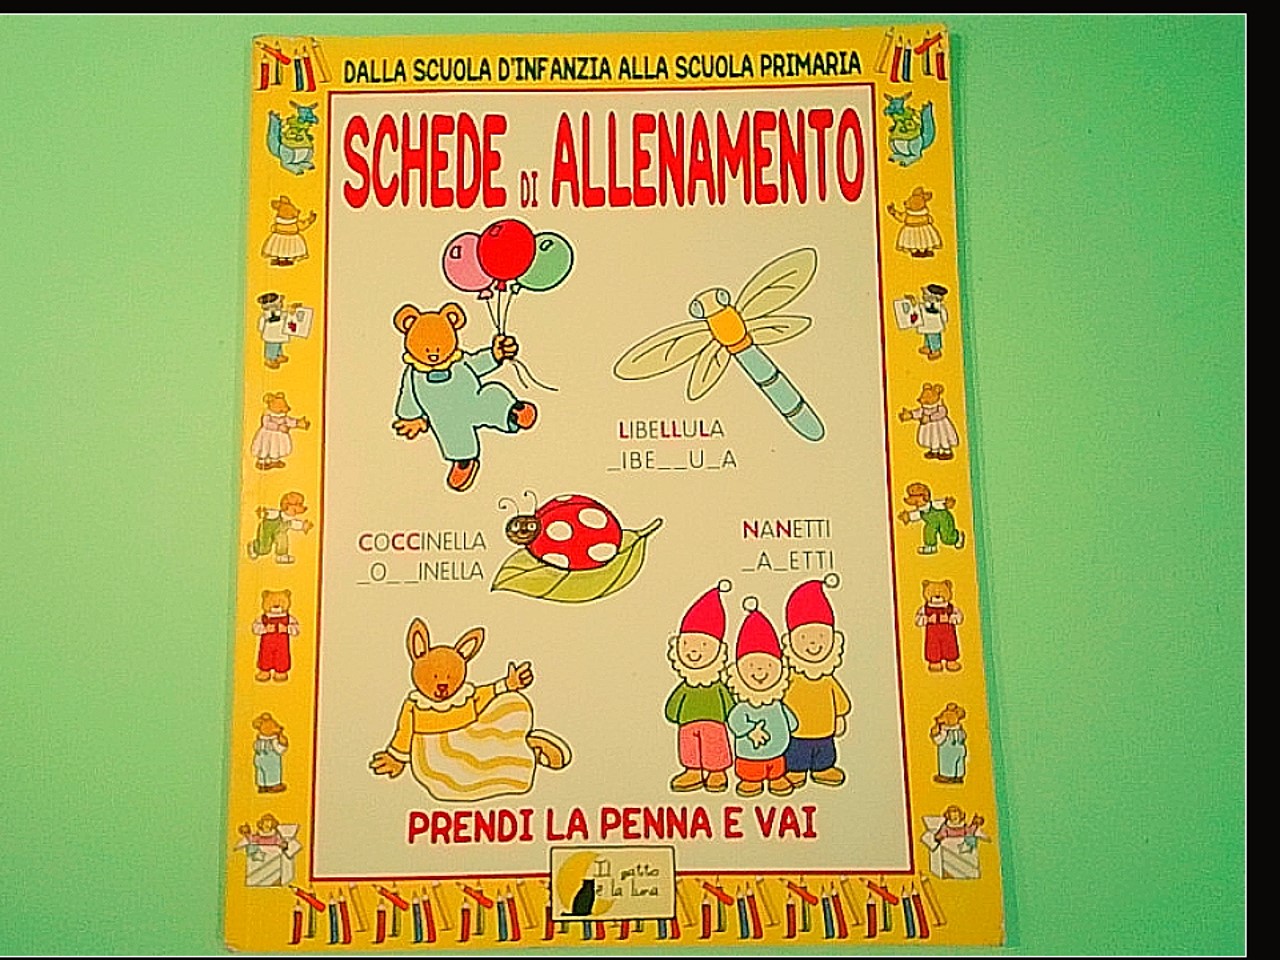 DALLA SCUOLA D'INFANZIA ALLA SCUOLA PRIMARIA
SCHEDE DI ALLENAMENTO
LIBELLULA
_IBE__U_A
COCCINELLA
_O__INELLA
NANETTI
_A_ETTI
PRENDI LA PENNA E VAI
Il gatto
e la luna